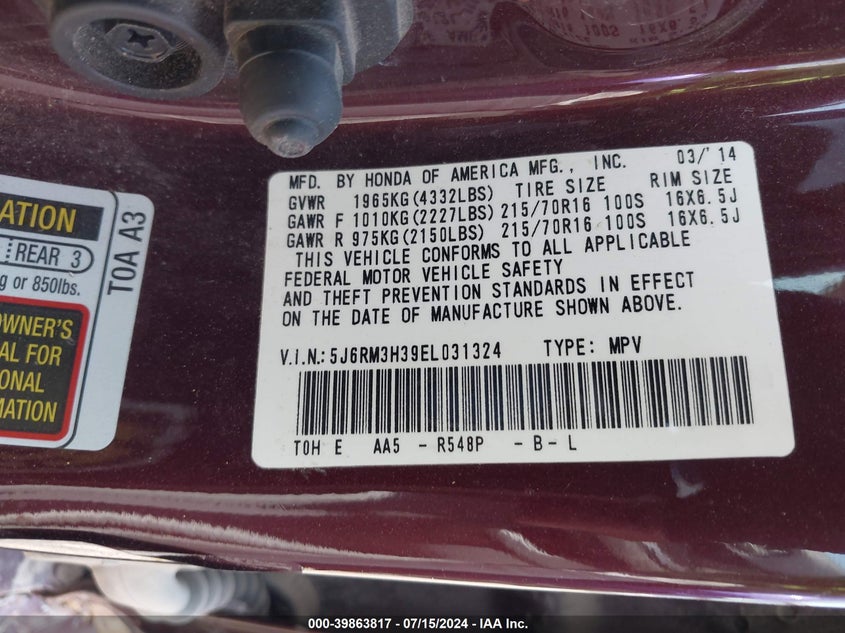 MFD. BY HONDA OF AMERICA MFG., INC. 03/'14
GVWR 1965KG(4332LBS) TIRE SIZE RIM SIZE
GAWR F 1010KG(2227LBS) 215/70R16 100S 16X6.5J
GAWR R 975KG(2150LBS) 215/70R16 100S 16X6.5J
THIS VEHICLE CONFORMS TO ALL APPLICABLE
FEDERAL MOTOR VEHICLE SAFETY
AND THEFT PREVENTION STANDARDS IN EFFECT
ON THE DATE OF MANUFACTURE SHOWN ABOVE.
V.I.N.: 5J6RM3H39EL031324 TYPE: MPV
TOH E AA5 - R548P - B - L
ATION
REAR 3
g or 850lbs.
OWNER'S
AL FOR
ONAL
MATION
TOA A3
000-39863817 - 07/15/2024 - IAA Inc.